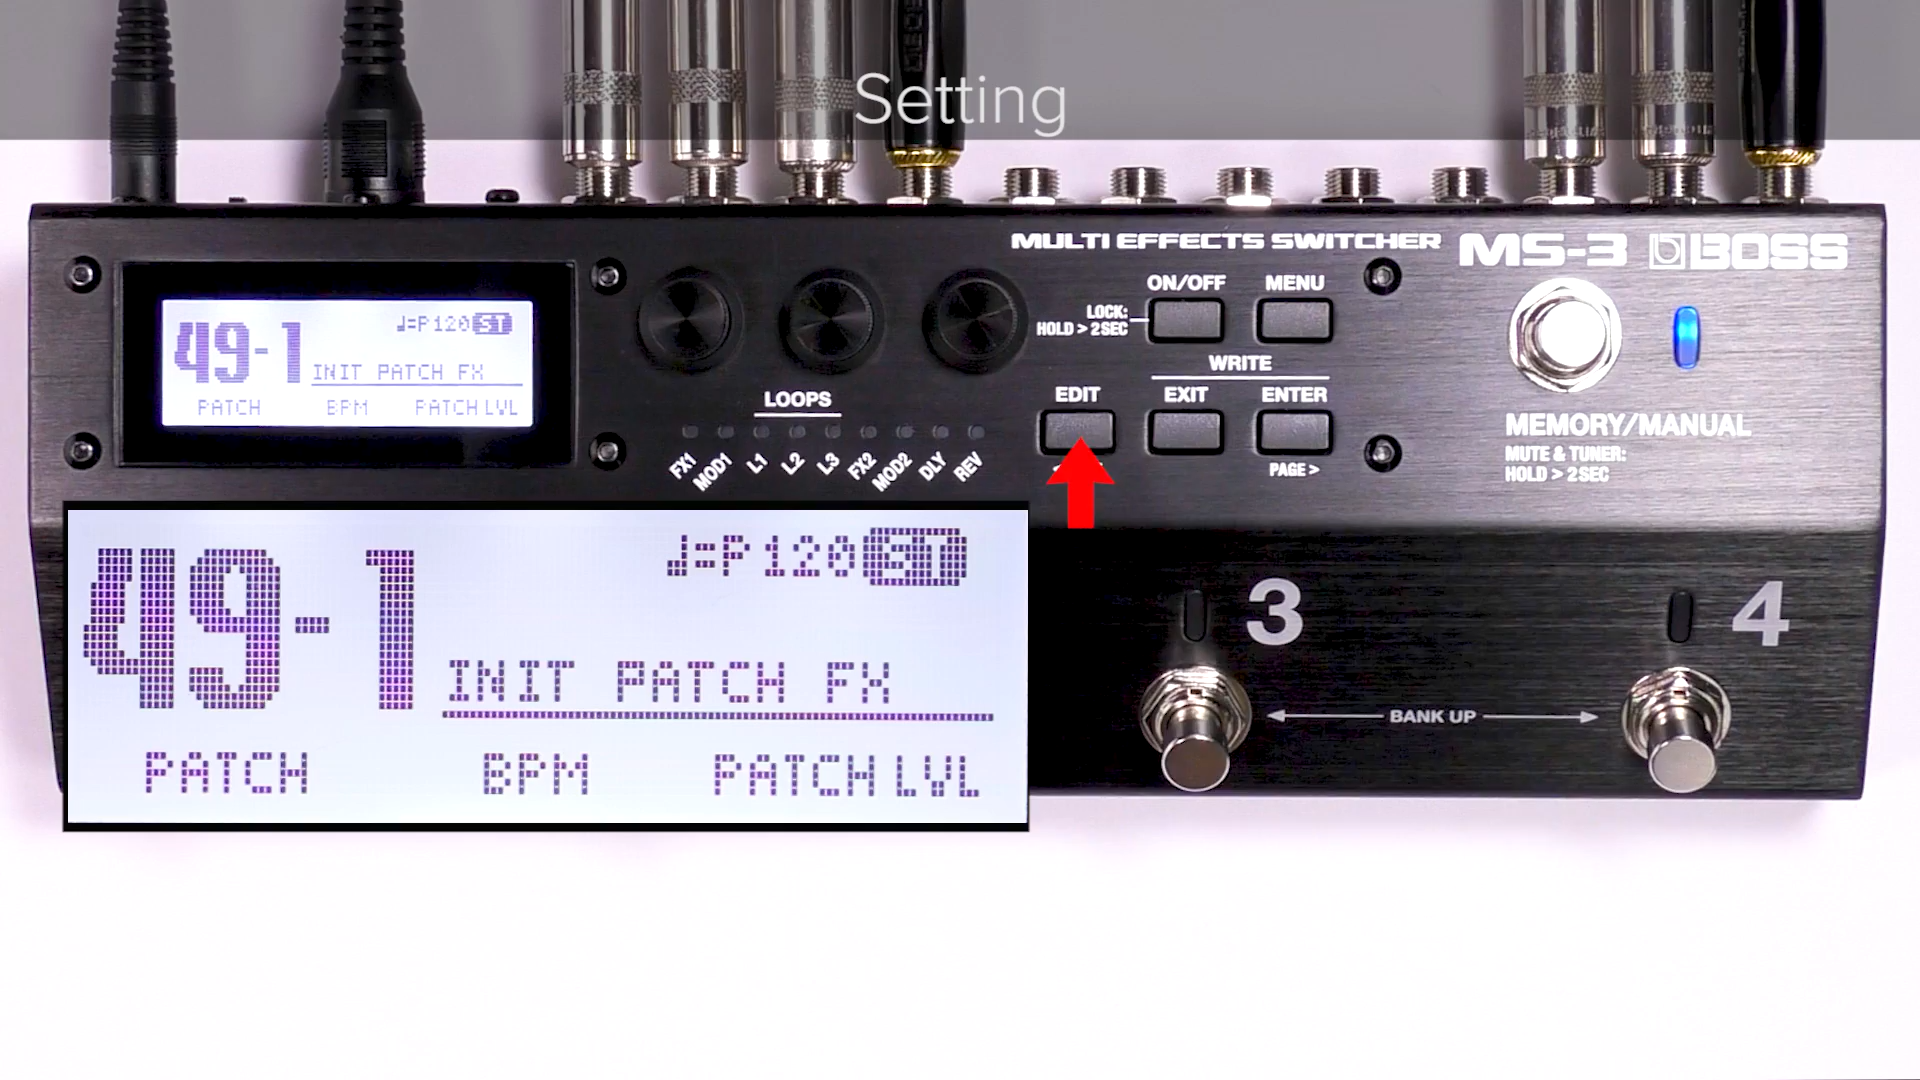 Setting
MULTI EFFECTS SWITCHER MS-3 BOSS
49-1 ♩=P120 ST
INIT PATCH FX
PATCH BPM PATCH LVL
ON/OFF MENU
LOCK:
HOLD > 2SEC
WRITE
EDIT EXIT ENTER
PAGE >
LOOPS
FX1 MOD1 L1 L2 L3 FX2 MOD2 DLY REV
MEMORY/MANUAL
MUTE & TUNER:
HOLD > 2SEC
49-1 ♩=P120 ST
INIT PATCH FX
PATCH BPM PATCH LVL
3 4
BANK UP